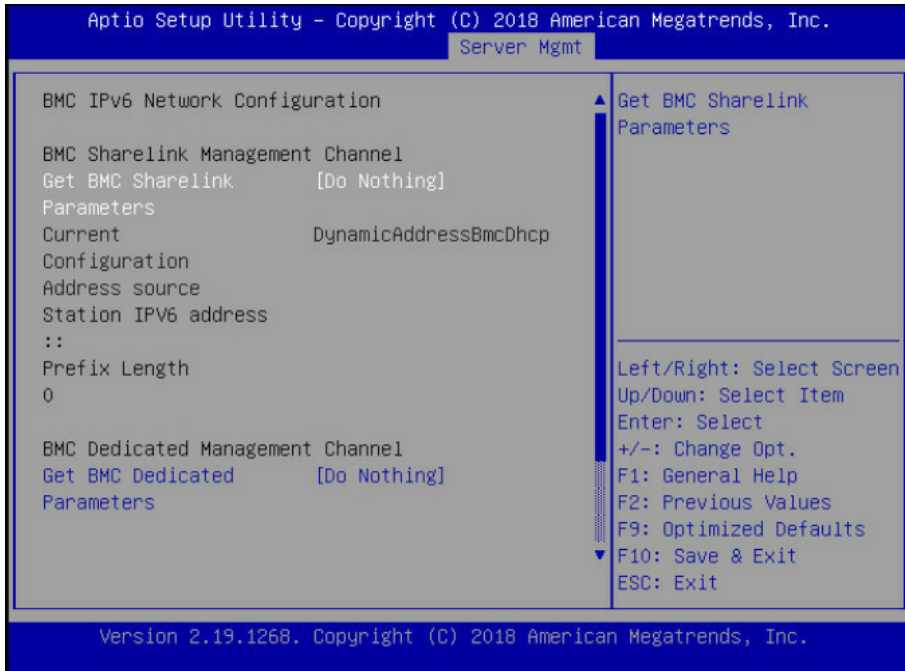 Aptio Setup Utility – Copyright (C) 2018 American Megatrends, Inc.
Server Mgmt
BMC IPv6 Network Configuration
BMC Sharelink Management Channel
Get BMC Sharelink [Do Nothing]
Parameters
Current DynamicAddressBmcDhcp
Configuration
Address source
Station IPV6 address
::
Prefix Length
0
BMC Dedicated Management Channel
Get BMC Dedicated [Do Nothing]
Parameters
Get BMC Sharelink
Parameters
Left/Right: Select Screen
Up/Down: Select Item
Enter: Select
+/-: Change Opt.
F1: General Help
F2: Previous Values
F9: Optimized Defaults
F10: Save & Exit
ESC: Exit
Version 2.19.1268. Copyright (C) 2018 American Megatrends, Inc.